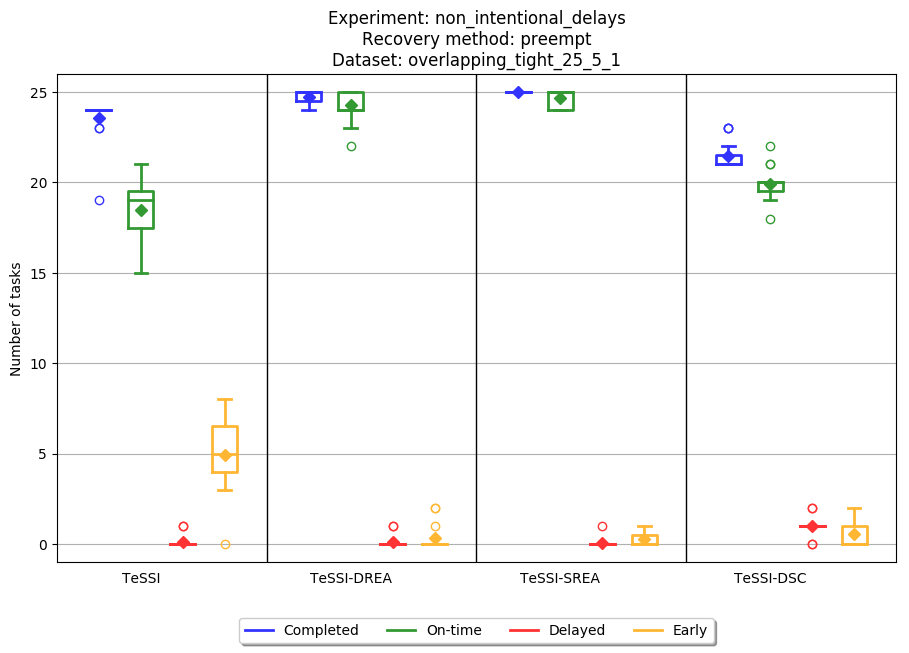 Experiment: non_intentional_delays
Recovery method: preempt
Dataset: overlapping_tight_25_5_1
25
20
15
10
5
0
Number of tasks
TeSSI TeSSI-DREA TeSSI-SREA TeSSI-DSC
Completed On-time Delayed Early